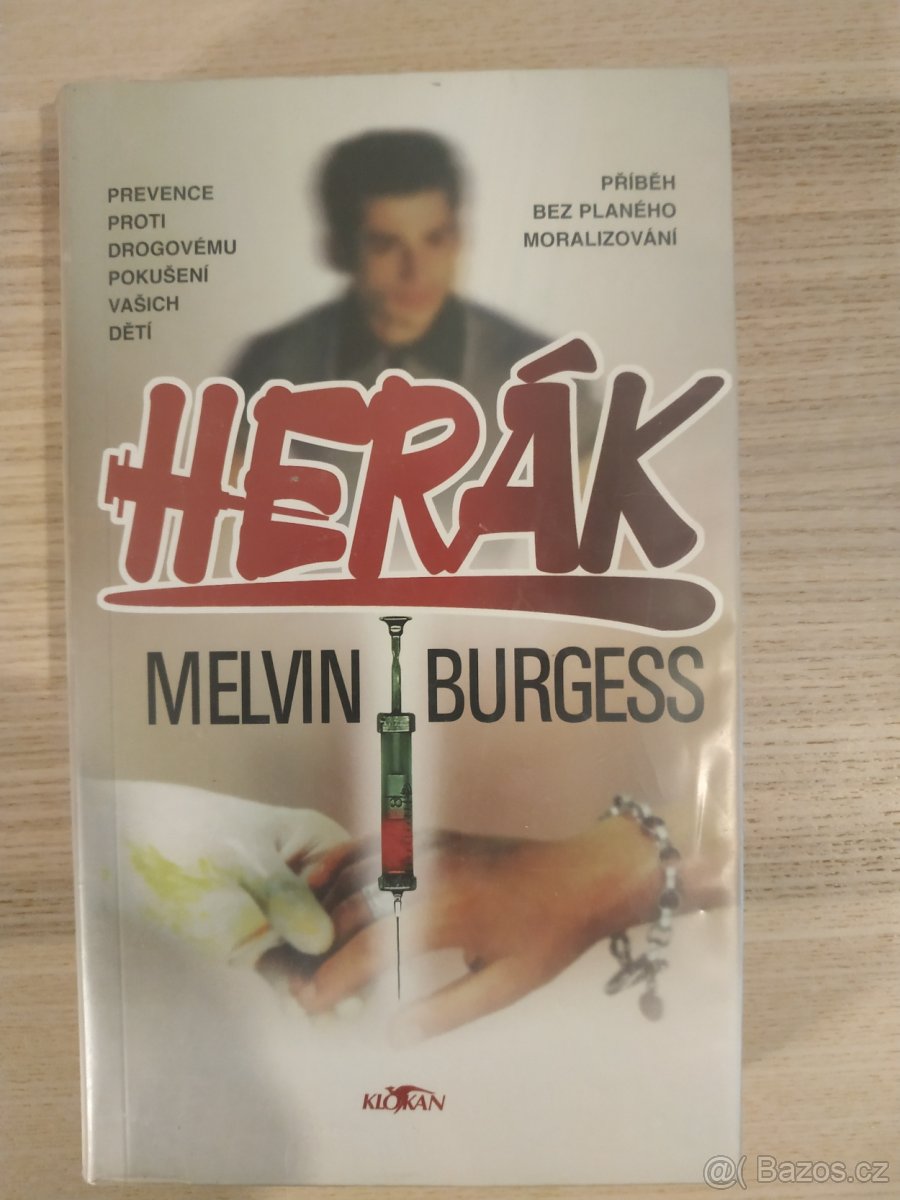 PREVENCE
PROTI
DROGOVÉMU
POKUŠENÍ
VAŠICH
DĚTÍ
PŘÍBĚH
BEZ PLANÉHO
MORALIZOVÁNÍ
HERÁK
MELVIN BURGESS
KLOKAN
@( Bazos.cz